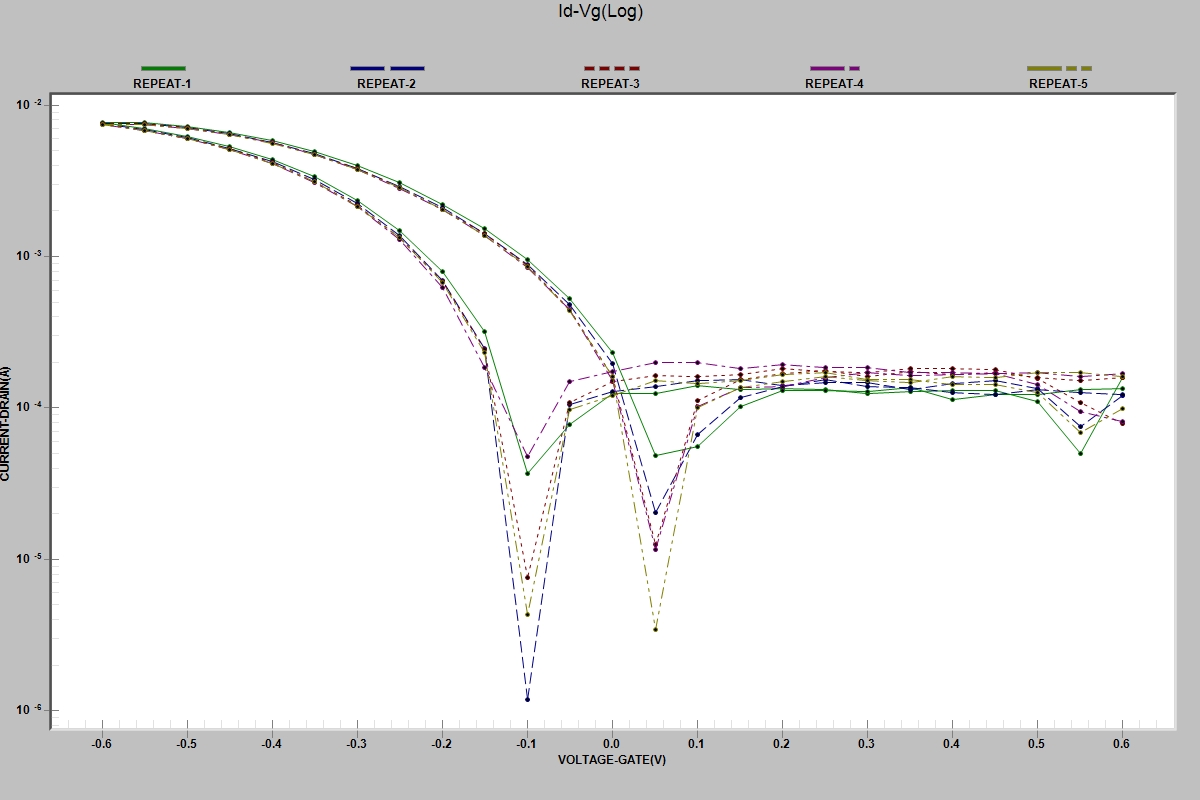 Id-Vg(Log)
REPEAT-1 REPEAT-2 REPEAT-3 REPEAT-4 REPEAT-5
10 -2
10 -3
10 -4
10 -5
10 -6
CURRENT-DRAIN(A)
-0.6 -0.5 -0.4 -0.3 -0.2 -0.1 0.0 0.1 0.2 0.3 0.4 0.5 0.6
VOLTAGE-GATE(V)